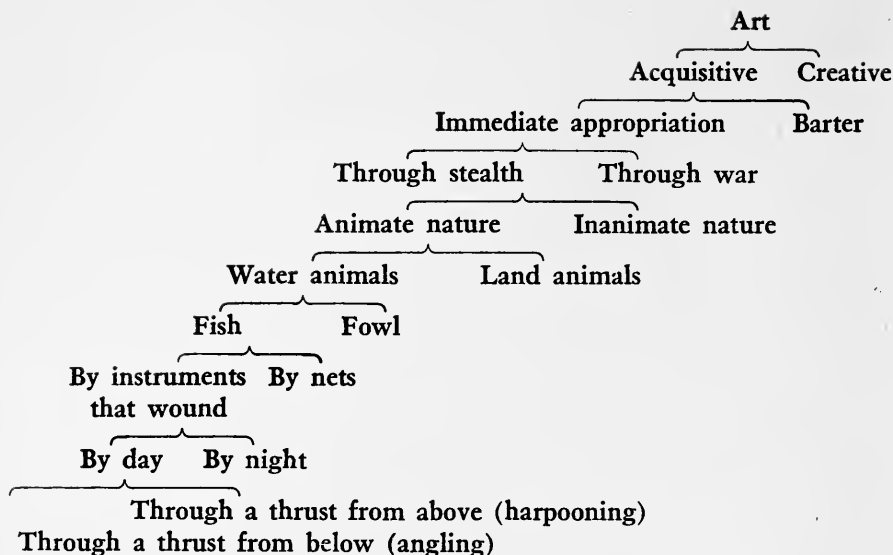 Art
Acquisitive Creative
Immediate appropriation Barter
Through stealth Through war
Animate nature Inanimate nature
Water animals Land animals
Fish Fowl
By instruments By nets
that wound
By day By night
Through a thrust from above (harpooning)
Through a thrust from below (angling)